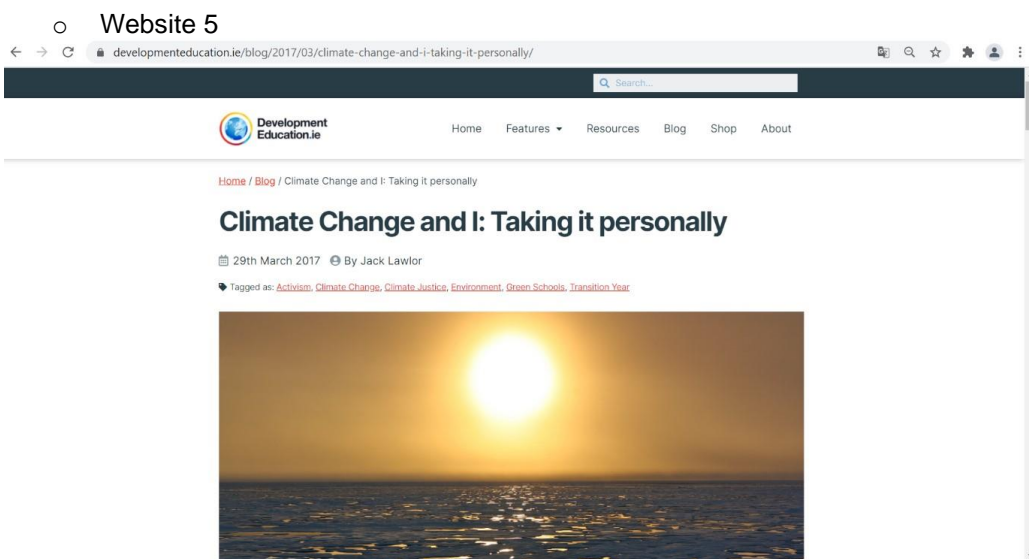 o Website 5
developmenteducation.ie/blog/2017/03/climate-change-and-i-taking-it-personally/
Search...
Development
Education.ie
Home Features Resources Blog Shop About
Home / Blog / Climate Change and I: Taking it personally
Climate Change and I: Taking it personally
29th March 2017 By Jack Lawlor
Tagged as: Activism, Climate Change, Climate Justice, Environment, Green Schools, Transition Year